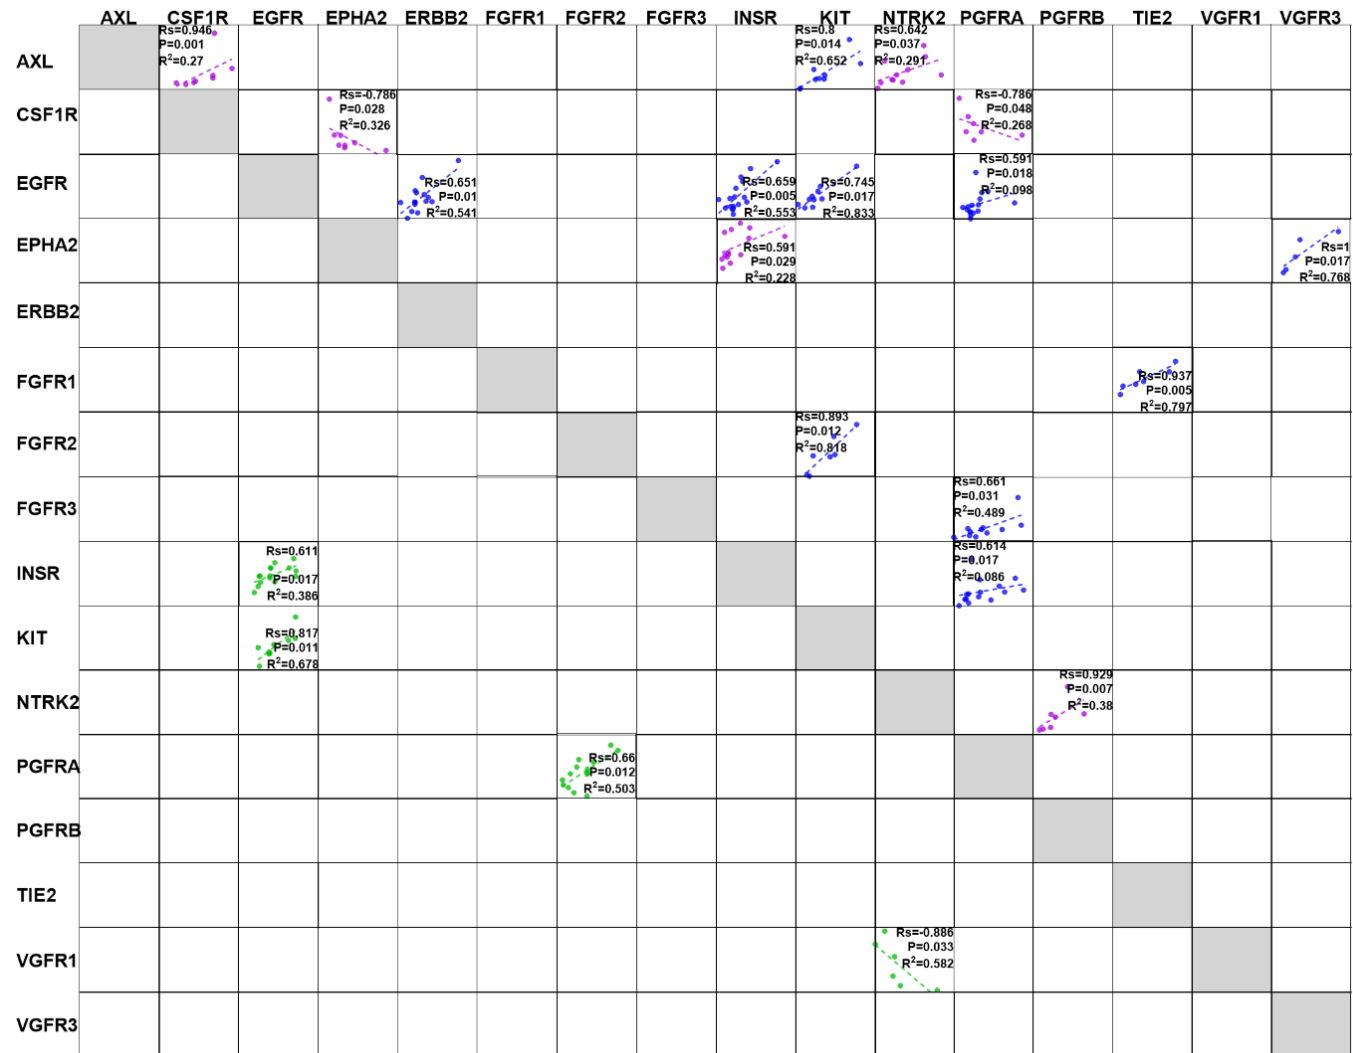 AXL CSF1R EGFR EPHA2 ERBB2 FGFR1 FGFR2 FGFR3 INSR KIT NTRK2 PGFRA PGFRB TIE2 VGFR1 VGFR3
AXL
Rs=0.946
P=0.001
R²=0.27
Rs=0.8
P=0.014
R²=0.652
Rs=0.642
P=0.037
R²=0.291
CSF1R
Rs=-0.786
P=0.028
R²=0.326
Rs=-0.786
P=0.048
R²=0.268
EGFR
Rs=0.651
P=0.01
R²=0.541
Rs=0.659
P=0.005
R²=0.553
Rs=0.745
P=0.017
R²=0.833
Rs=0.591
P=0.018
R²=0.098
EPHA2
Rs=0.591
P=0.029
R²=0.228
Rs=1
P=0.017
R²=0.768
ERBB2
FGFR1
Rs=0.937
P=0.005
R²=0.797
FGFR2
Rs=0.893
P=0.012
R²=0.818
FGFR3
Rs=0.661
P=0.031
R²=0.489
INSR
Rs=0.611
P=0.017
R²=0.386
Rs=0.614
P=0.017
R²=0.086
KIT
Rs=0.817
P=0.011
R²=0.678
NTRK2
Rs=0.929
P=0.007
R²=0.38
PGFRA
Rs=0.66
P=0.012
R²=0.503
PGFRB
TIE2
VGFR1
Rs=-0.886
P=0.033
R²=0.582
VGFR3